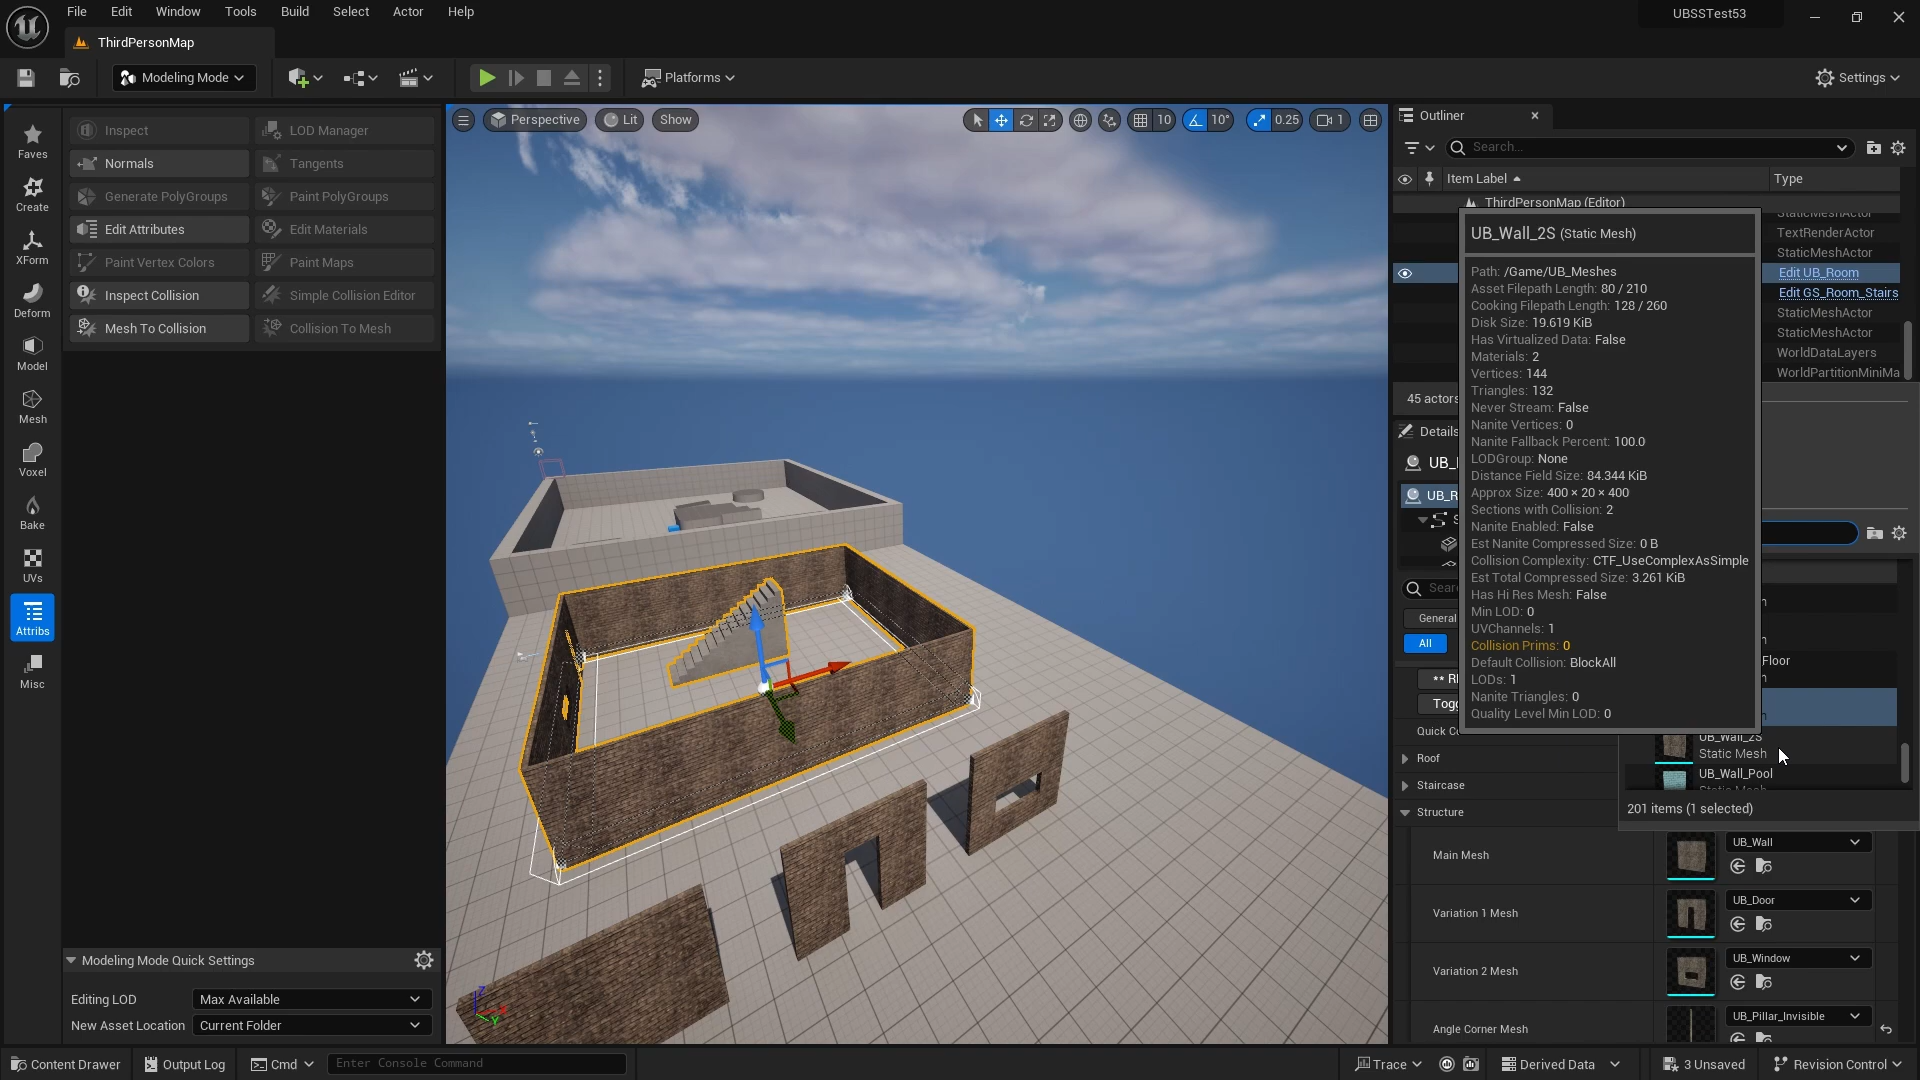 File Edit Window Tools Build Select Actor Help
UBSSTest53
ThirdPersonMap
Modeling Mode
Platforms
Settings
Faves
Create
XForm
Deform
Model
Mesh
Voxel
Bake
UVs
Attribs
Misc
Inspect
LOD Manager
Normals
Tangents
Generate PolyGroups
Paint PolyGroups
Edit Attributes
Edit Materials
Paint Vertex Colors
Paint Maps
Inspect Collision
Simple Collision Editor
Mesh To Collision
Collision To Mesh
Modeling Mode Quick Settings
Editing LOD
Max Available
New Asset Location
Current Folder
Perspective
Lit
Show
10
10°
0.25
1
Z
Y
Outliner
Search...
Item Label
Type
ThirdPersonMap (Editor)
StaticMeshActor
TextRenderActor
StaticMeshActor
Edit UB_Room
Edit GS_Room_Stairs
StaticMeshActor
StaticMeshActor
WorldDataLayers
WorldPartitionMiniMa
45 actors
Details
General
All
Quick Co
UB_Wall_2S (Static Mesh)
Path: /Game/UB_Meshes
Asset Filepath Length: 80 / 210
Cooking Filepath Length: 128 / 260
Disk Size: 19.619 KiB
Has Virtualized Data: False
Materials: 2
Vertices: 144
Triangles: 132
Never Stream: False
Nanite Vertices: 0
Nanite Fallback Percent: 100.0
LODGroup: None
Distance Field Size: 84.344 KiB
Approx Size: 400 × 20 × 400
Sections with Collision: 2
Nanite Enabled: False
Est Nanite Compressed Size: 0 B
Collision Complexity: CTF_UseComplexAsSimple
Est Total Compressed Size: 3.261 KiB
Has Hi Res Mesh: False
Min LOD: 0
UVChannels: 1
Collision Prims: 0
Default Collision: BlockAll
LODs: 1
Nanite Triangles: 0
Quality Level Min LOD: 0
Floor
UB_Wall_2S
Static Mesh
UB_Wall_Pool
201 items (1 selected)
Roof
Staircase
Structure
Main Mesh
UB_Wall
Variation 1 Mesh
UB_Door
Variation 2 Mesh
UB_Window
Angle Corner Mesh
UB_Pillar_Invisible
Content Drawer
Output Log
Cmd
Enter Console Command
Trace
Derived Data
3 Unsaved
Revision Control